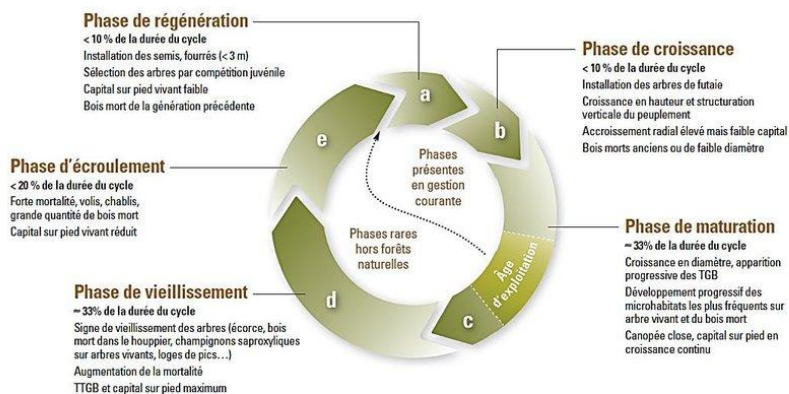 Phase de régénération
< 10 % de la durée du cycle
Installation des semis, fourrés (< 3 m)
Sélection des arbres par compétition juvénile
Capital sur pied vivant faible
Bois mort de la génération précédente
Phase de croissance
< 10 % de la durée du cycle
Installation des arbres de futaie
Croissance en hauteur et structuration
verticale du peuplement
Accroissement radial élevé mais faible capital
Bois morts anciens ou de faible diamètre
a
b
e
Phases
présentes
en gestion
courante
Phase d'écroulement
< 20 % de la durée du cycle
Forte mortalité, volis, chablis,
grande quantité de bois mort
Capital sur pied vivant réduit
Phases rares
hors forêts
naturelles
Phase de maturation
≈ 33% de la durée du cycle
Croissance en diamètre, apparition
progressive des TGB
Développement progressif des
microhabitats les plus fréquents sur
arbre vivant et du bois mort
Canopée close, capital sur pied en
croissance continu
Âge
d'exploitation
c
d
Phase de vieillissement
≈ 33% de la durée du cycle
Signe de vieillissement des arbres (écorce, bois
mort dans le houppier, champignons saproxyliques
sur arbres vivants, loges de pics…)
Augmentation de la mortalité
TTGB et capital sur pied maximum